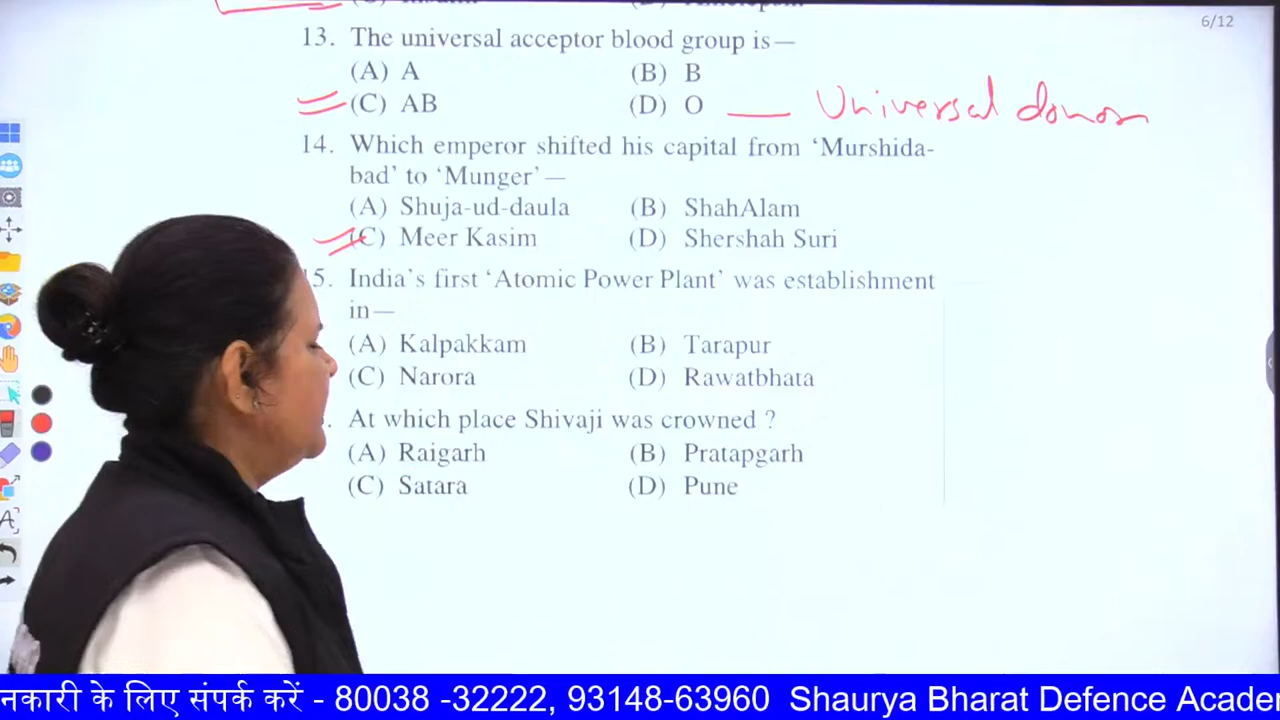 6/12
13. The universal acceptor blood group is—
(A) A (B) B
(C) AB (D) O — Universal donor
14. Which emperor shifted his capital from ‘Murshida-
bad’ to ‘Munger’—
(A) Shuja-ud-daula (B) ShahAlam
(C) Meer Kasim (D) Shershah Suri
5. India’s first ‘Atomic Power Plant’ was establishment
in—
(A) Kalpakkam (B) Tarapur
(C) Narora (D) Rawatbhata
. At which place Shivaji was crowned ?
(A) Raigarh (B) Pratapgarh
(C) Satara (D) Pune
नकारी के लिए संपर्क करें - 80038 -32222, 93148-63960 Shaurya Bharat Defence Acade